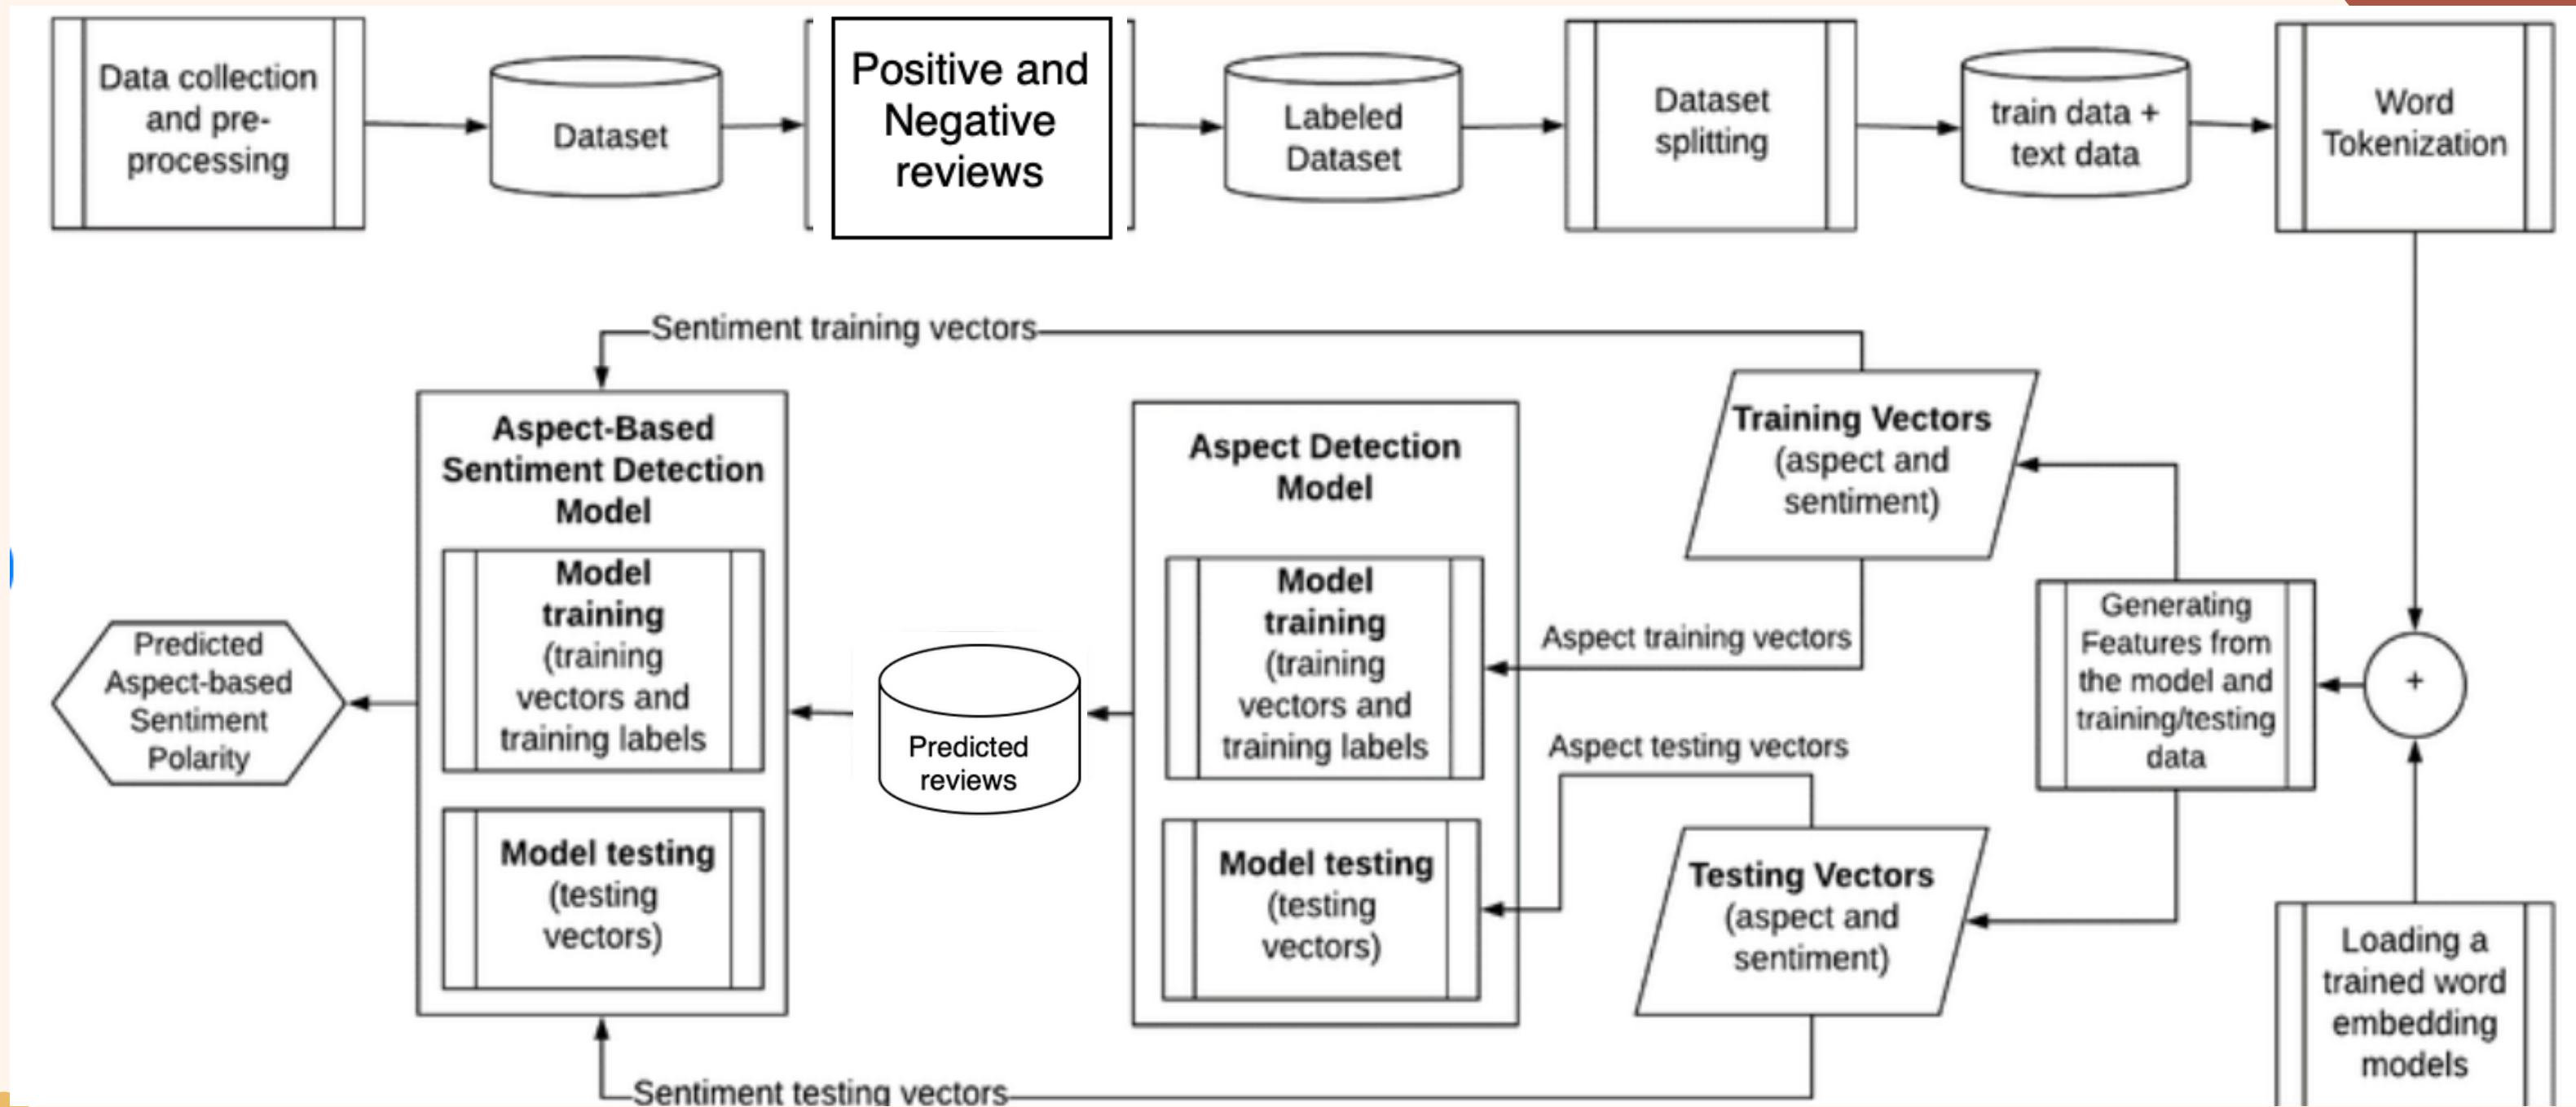 Data collection
and pre-
processing
Dataset
Positive and
Negative
reviews
Labeled
Dataset
Dataset
splitting
train data +
text data
Word
Tokenization
Sentiment training vectors
Aspect-Based
Sentiment Detection
Model
Model
training
(training
vectors and
training labels
Model testing
(testing
vectors)
Predicted
Aspect-based
Sentiment
Polarity
Predicted
reviews
Aspect Detection
Model
Model
training
(training
vectors and
training labels
Model testing
(testing
vectors)
Training Vectors
(aspect and
sentiment)
Aspect training vectors
Aspect testing vectors
Testing Vectors
(aspect and
sentiment)
Generating
Features from
the model and
training/testing
data
+
Loading a
trained word
embedding
models
Sentiment testing vectors